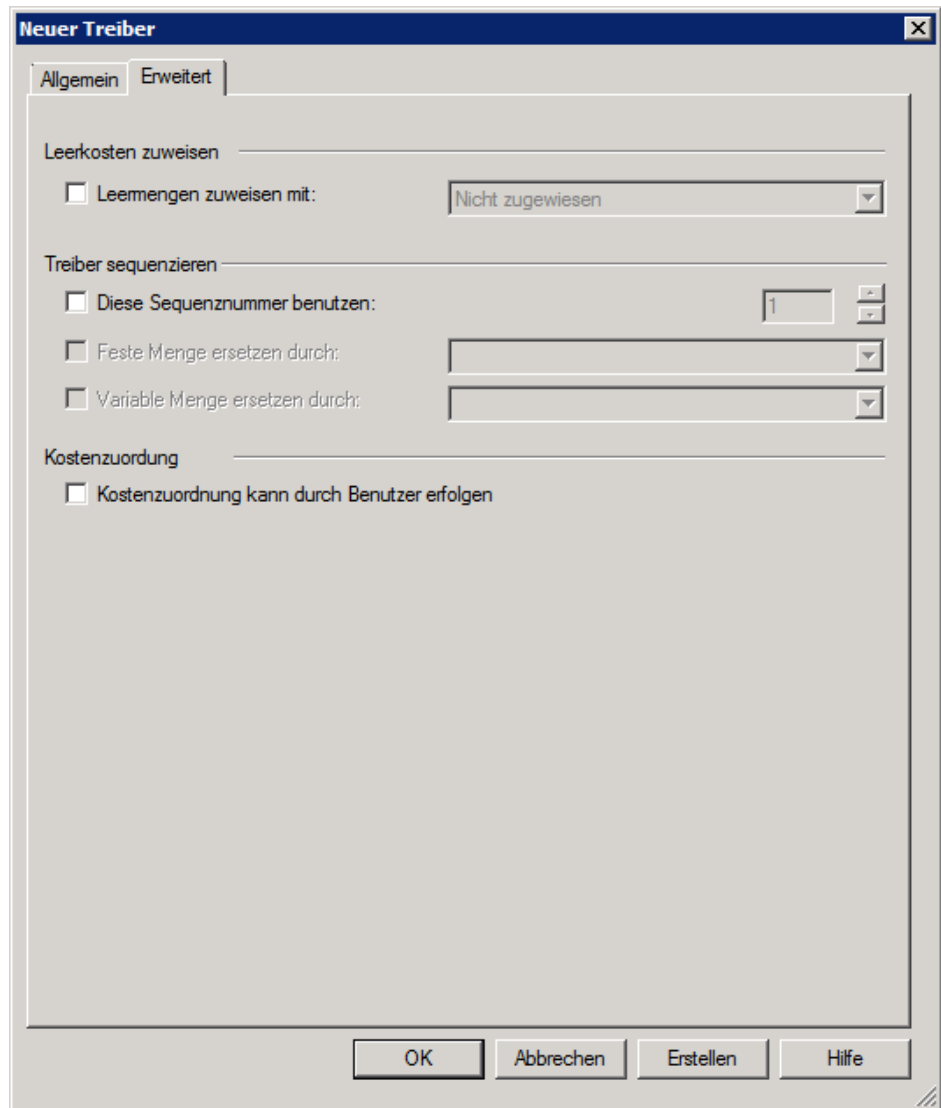 Neuer Treiber
Allgemein Erweitert
Leerkosten zuweisen
Leermengen zuweisen mit: Nicht zugewiesen
Treiber sequenzieren
Diese Sequenznummer benutzen: 1
Feste Menge ersetzen durch:
Variable Menge ersetzen durch:
Kostenzuordung
Kostenzuordnung kann durch Benutzer erfolgen
OK Abbrechen Erstellen Hilfe